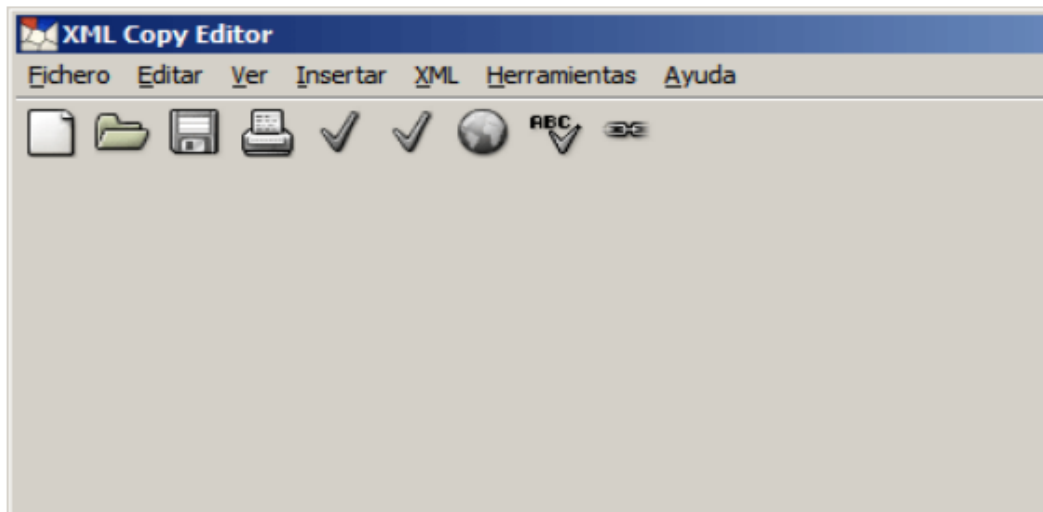 XML Copy Editor
Fichero Editar Ver Insertar XML Herramientas Ayuda
ABC